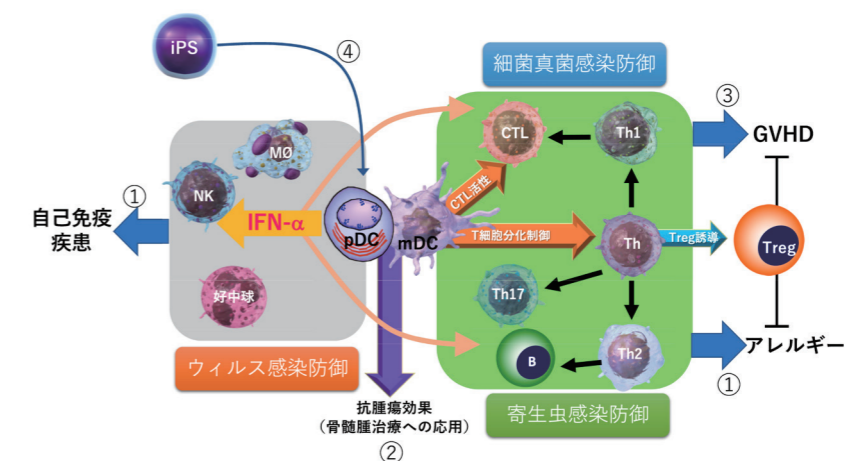 iPS
④
細菌真菌感染防御
③
CTL
Th1
GVHD
MØ
NK
①
自己免疫
疾患
IFN-α
pDC
mDC
CTL活性
T細胞分化制御
Th
Treg誘導
Treg
好中球
Th17
B
Th2
アレルギー
①
ウィルス感染防御
寄生虫感染防御
抗腫瘍効果
（骨髄腫治療への応用）
②